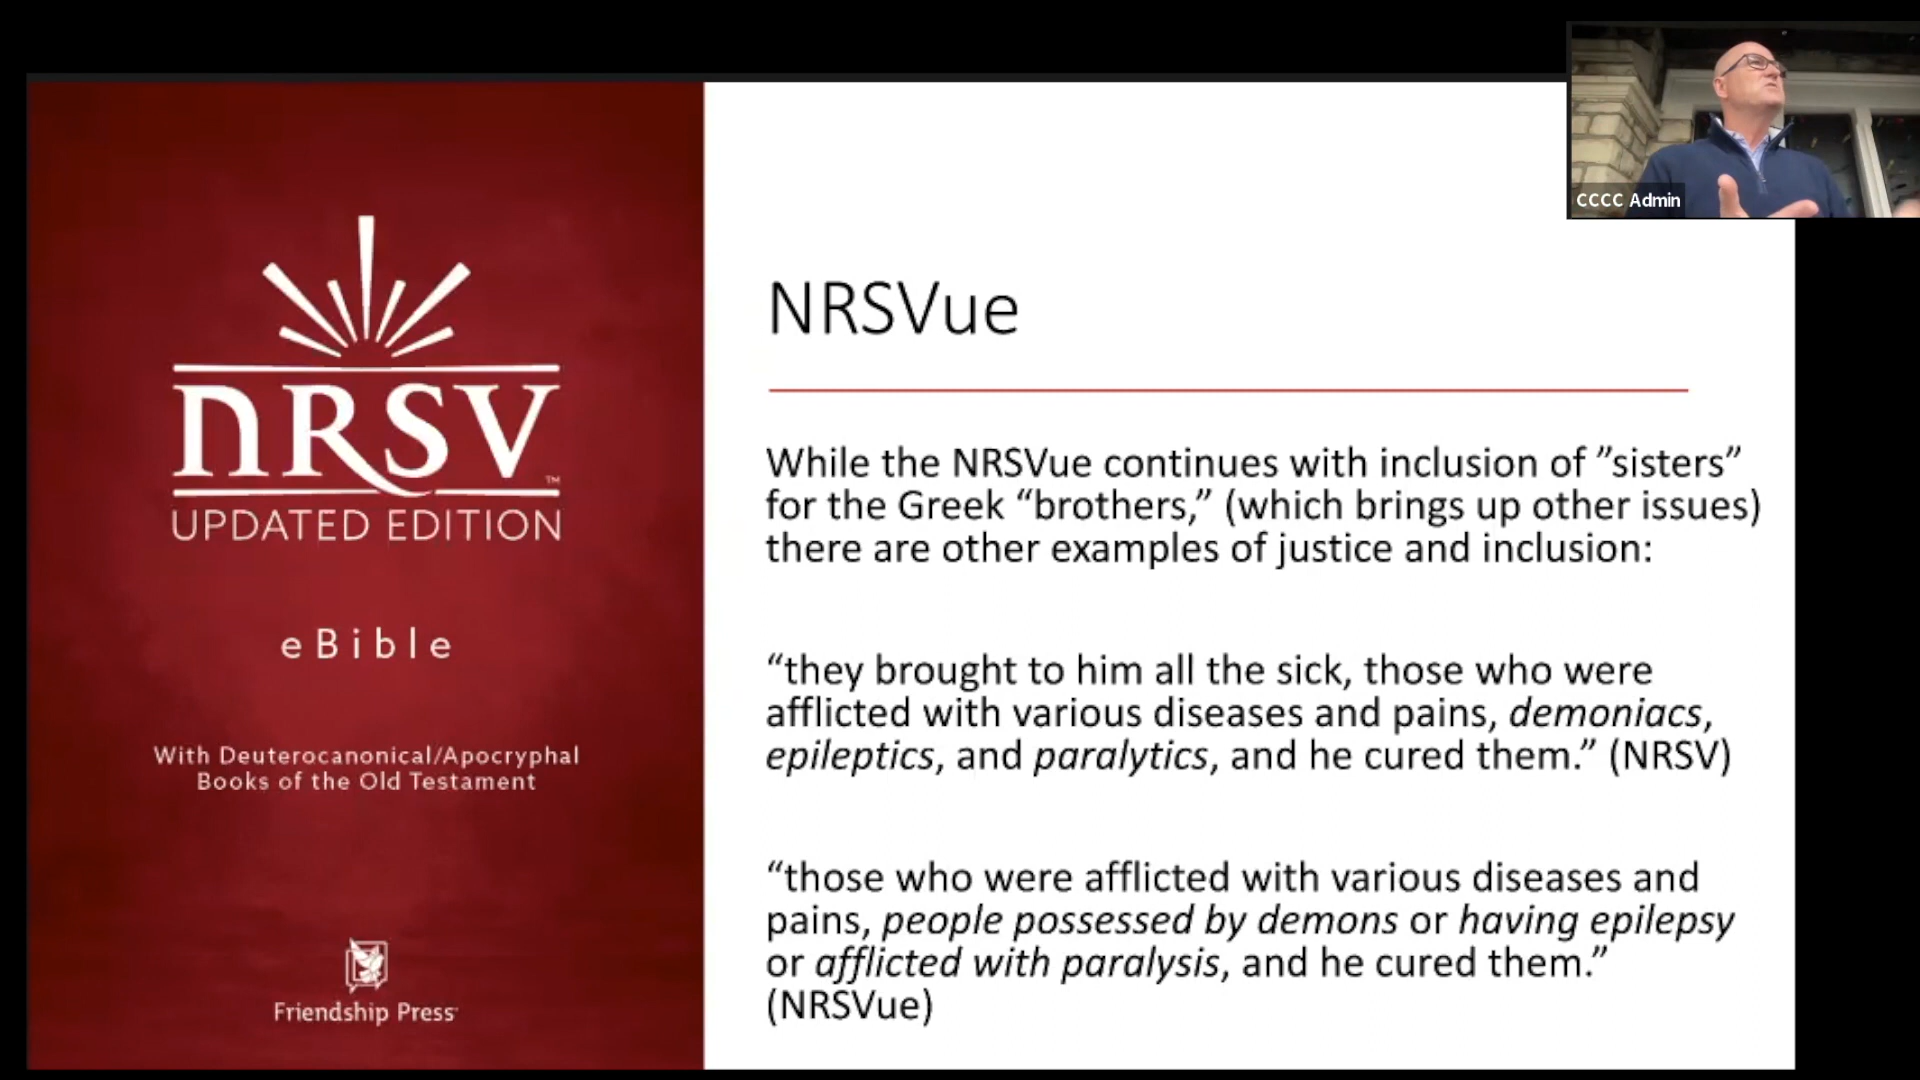 nRSV
™
UPDATED EDITION
eBible
With Deuterocanonical/Apocryphal
Books of the Old Testament
Friendship Press
CCCC Admin
NRSVue
While the NRSVue continues with inclusion of ”sisters”
for the Greek “brothers,” (which brings up other issues)
there are other examples of justice and inclusion:
“they brought to him all the sick, those who were
afflicted with various diseases and pains, demoniacs,
epileptics, and paralytics, and he cured them.” (NRSV)
“those who were afflicted with various diseases and
pains, people possessed by demons or having epilepsy
or afflicted with paralysis, and he cured them.”
(NRSVue)